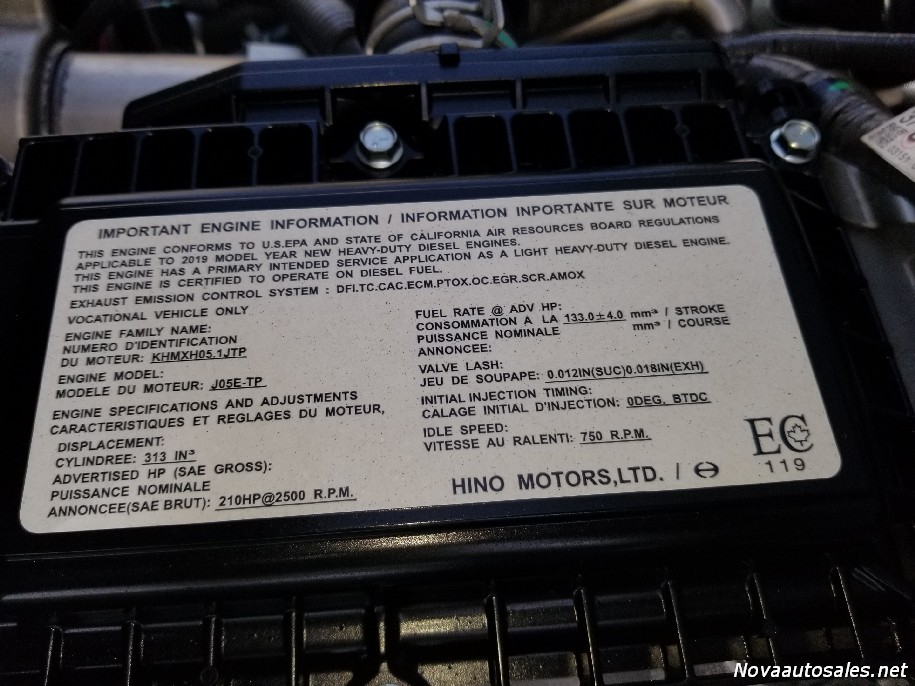 IMPORTANT ENGINE INFORMATION / INFORMATION INPORTANTE SUR MOTEUR
THIS ENGINE CONFORMS TO U.S.EPA AND STATE OF CALIFORNIA AIR RESOURCES BOARD REGULATIONS
APPLICABLE TO 2019 MODEL YEAR NEW HEAVY-DUTY DIESEL ENGINES.
THIS ENGINE HAS A PRIMARY INTENDED SERVICE APPLICATION AS A LIGHT HEAVY-DUTY DIESEL ENGINE.
THIS ENGINE IS CERTIFIED TO OPERATE ON DIESEL FUEL.
EXHAUST EMISSION CONTROL SYSTEM : DFI.TC.CAC.ECM.PTOX.OC.EGR.SCR.AMOX
VOCATIONAL VEHICLE ONLY
ENGINE FAMILY NAME:
NUMERO D'IDENTIFICATION
DU MOTEUR: KHMXH05.1JTP
ENGINE MODEL:
MODELE DU MOTEUR: J05E-TP
ENGINE SPECIFICATIONS AND ADJUSTMENTS
CARACTERISTIQUES ET REGLAGES DU MOTEUR,
DISPLACEMENT:
CYLINDREE: 313 IN³
ADVERTISED HP (SAE GROSS):
PUISSANCE NOMINALE
ANNONCEE(SAE BRUT): 210HP@2500 R.P.M.
FUEL RATE @ ADV HP:
CONSOMMATION A LA 133.0±4.0 mm³ / STROKE
PUISSANCE NOMINALE mm³ / COURSE
ANNONCEE:
VALVE LASH:
JEU DE SOUPAPE: 0.012IN(SUC)0.018IN(EXH)
INITIAL INJECTION TIMING:
CALAGE INITIAL D'INJECTION: 0DEG. BTDC
IDLE SPEED:
VITESSE AU RALENTI: 750 R.P.M.
HINO MOTORS,LTD. /
EC
119
Novaautosales.net